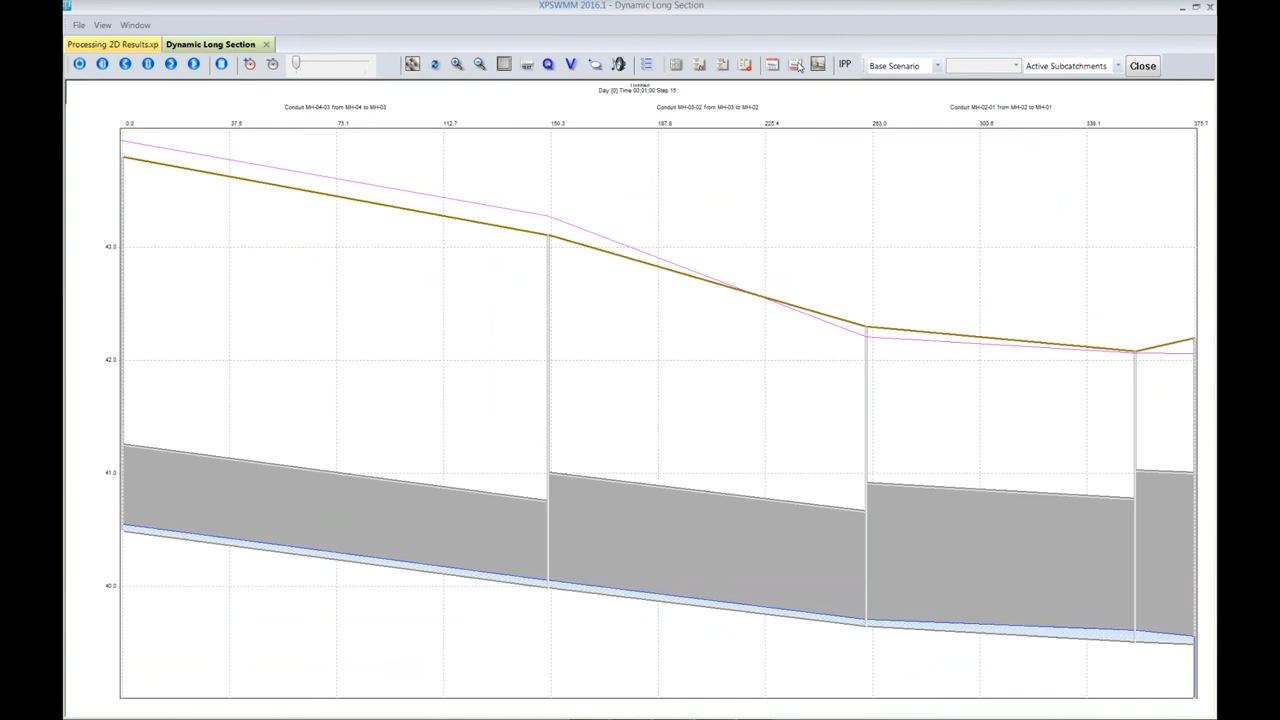 XPSWMM 2016.1 - Dynamic Long Section
File View Window
Processing 2D Results.xp Dynamic Long Section
IPP Base Scenario Active Subcatchments Close
Day [0] Time 00:01:00 Step 15
Conduit MH-04-03 from MH-04 to MH-03 Conduit MH-03-02 from MH-03 to MH-02 Conduit MH-02-01 from MH-02 to MH-01
0.0 37.6 75.1 112.7 150.3 187.8 225.4 263.0 300.6 338.1 375.7
43.0
42.0
41.0
40.0